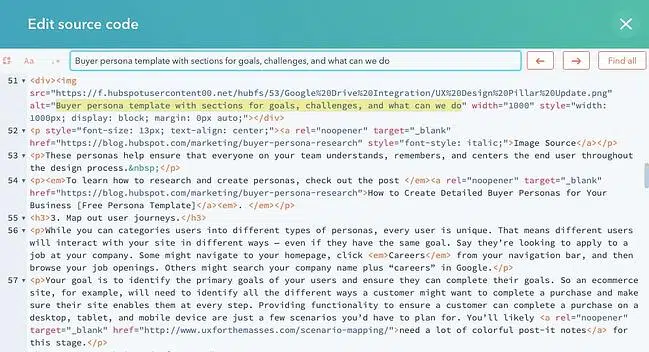 Edit source code
Aa .* Buyer persona template with sections for goals, challenges, and what can we do ← → Find all
51 <div><img
src="https://f.hubspotusercontent00.net/hubfs/53/Google%20Drive%20Integration/UX%20Design%20Pillar%20Update.png"
alt="Buyer persona template with sections for goals, challenges, and what can we do" width="1000" style="width:
1000px; display: block; margin: 0px auto;"></div>
52 <p style="font-size: 13px; text-align: center;"><a rel="noopener" target="_blank"
href="https://blog.hubspot.com/marketing/buyer-persona-research" style="font-style: italic;">Image Source</a></p>
53 <p>These personas help ensure that everyone on your team understands, remembers, and centers the end user throughout
the design process.&nbsp;</p>
54 <p><em>To learn how to research and create personas, check out the post </em><a rel="noopener" target="_blank"
href="https://blog.hubspot.com/marketing/buyer-persona-research">How to Create Detailed Buyer Personas for Your
Business [Free Persona Template]</a><em>. </em></p>
55 <h3>3. Map out user journeys.</h3>
56 <p>While you can categories users into different types of personas, every user is unique. That means different users
will interact with your site in different ways — even if they have the same goal. Say they’re looking to apply to a
job at your company. Some might navigate to your homepage, click <em>Careers</em> from your navigation bar, and then
browse your job openings. Others might search your company name plus “careers” in Google.</p>
57 <p>Your goal is to identify the primary goals of your users and ensure they can complete their goals. So an ecommerce
site, for example, will need to identify all the different ways a customer might want to complete a purchase and make
sure their site enables them at every step. Providing functionality to ensure a customer can complete a purchase on a
desktop, tablet, and mobile device are just a few scenarios you’d have to plan for. You’ll likely <a rel="noopener"
target="_blank" href="http://www.uxforthemasses.com/scenario-mapping/">need a lot of colorful post-it notes</a> for
this stage.</p>